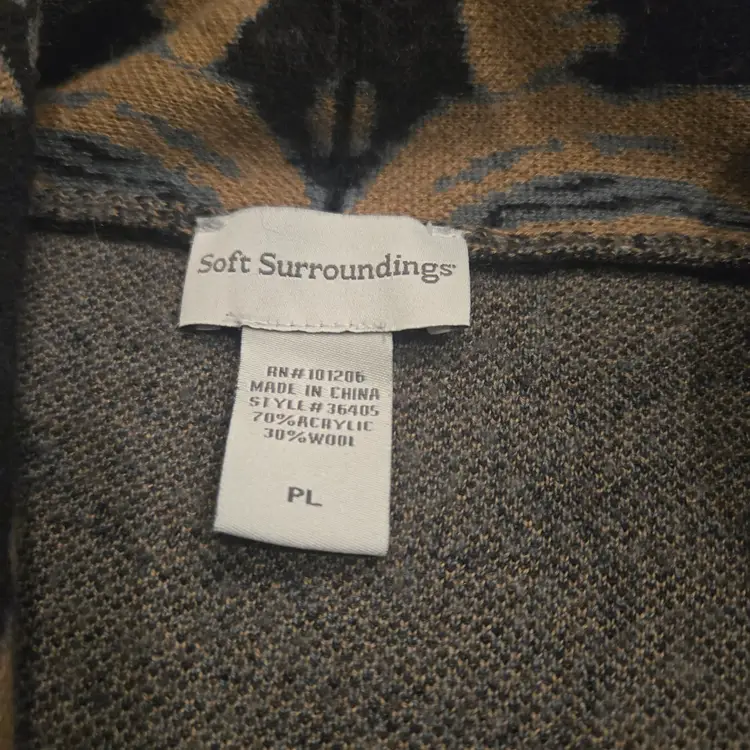 Soft Surroundings
RN#101206
MADE IN CHINA
STYLE#36405
70%ACRYLIC
30%WOOL
PL